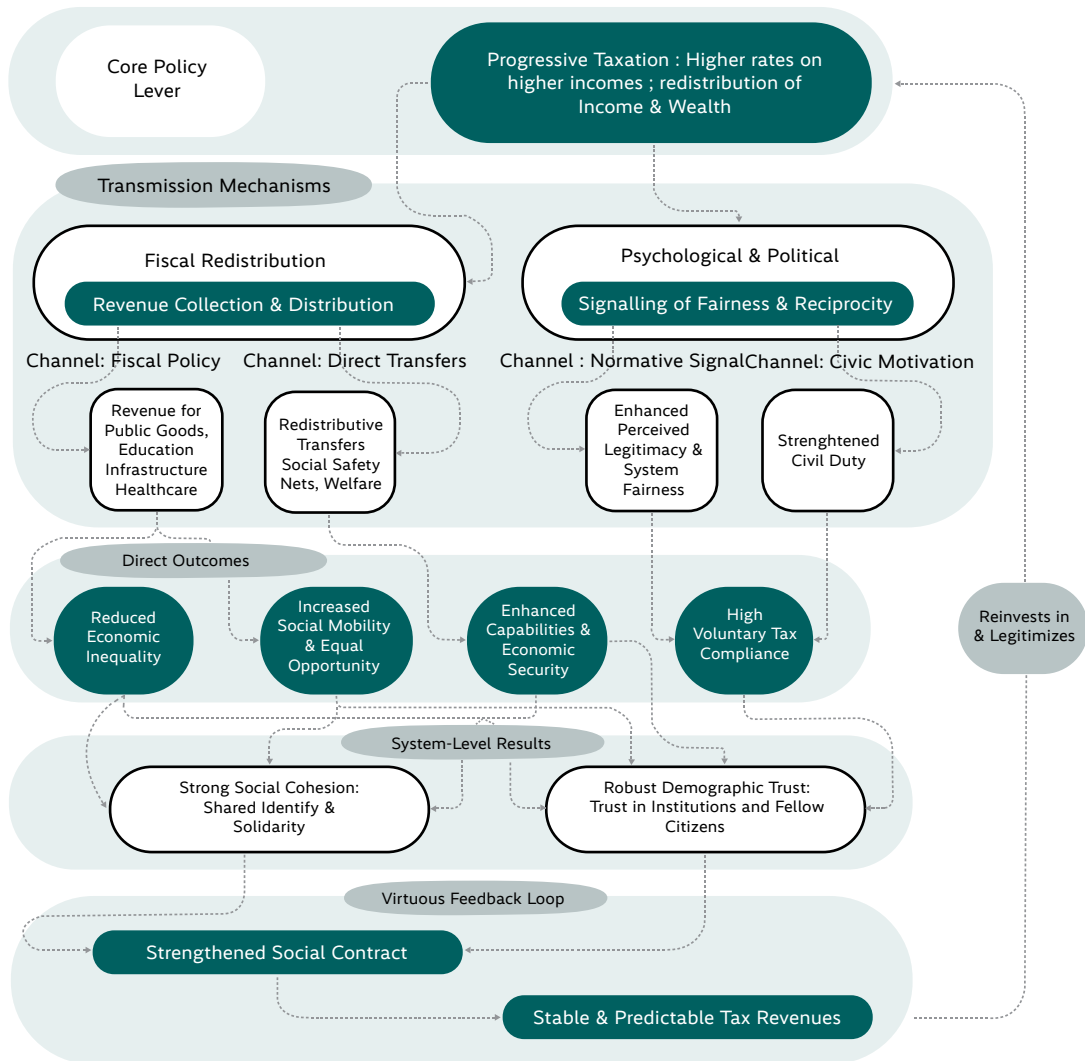 Core Policy
Lever
Progressive Taxation : Higher rates on
higher incomes ; redistribution of
Income & Wealth
Transmission Mechanisms
Fiscal Redistribution
Revenue Collection & Distribution
Psychological & Political
Signalling of Fairness & Reciprocity
Channel: Fiscal Policy
Channel: Direct Transfers
Channel : Normative Signal
Channel: Civic Motivation
Revenue for
Public Goods,
Education
Infrastructure
Healthcare
Redistributive
Transfers
Social Safety
Nets, Welfare
Enhanced
Perceived
Legitimacy &
System
Fairness
Strenghtened
Civil Duty
Direct Outcomes
Reduced
Economic
Inequality
Increased
Social Mobility
& Equal
Opportunity
Enhanced
Capabilities &
Economic
Security
High
Voluntary Tax
Compliance
Reinvests in
& Legitimizes
System-Level Results
Strong Social Cohesion:
Shared Identify &
Solidarity
Robust Demographic Trust:
Trust in Institutions and Fellow
Citizens
Virtuous Feedback Loop
Strengthened Social Contract
Stable & Predictable Tax Revenues